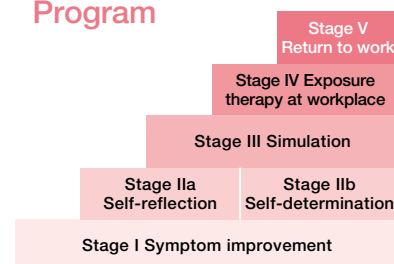 Program
Stage V
Return to work
Stage IV Exposure
therapy at workplace
Stage III Simulation
Stage IIa
Self-reflection
Stage IIb
Self-determination
Stage I Symptom improvement